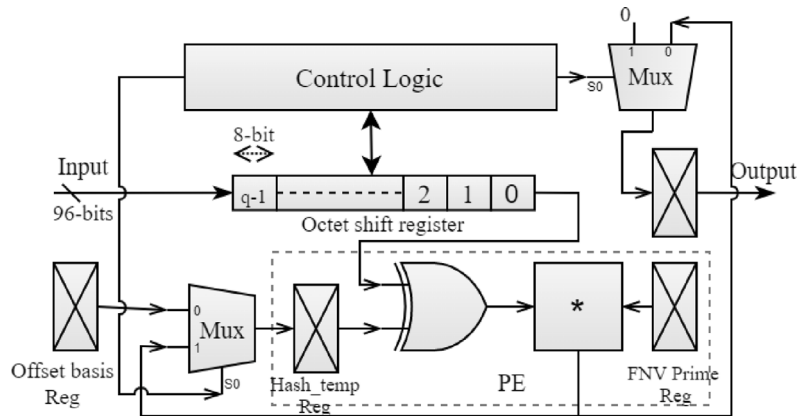 0
1 0
Control Logic
S0
Mux
8-bit
Input
96-bits
q-1 2 1 0
Octet shift register
Output
0
Mux
1
S0
*
Offset basis
Reg
Hash_temp
Reg
PE
FNV Prime
Reg